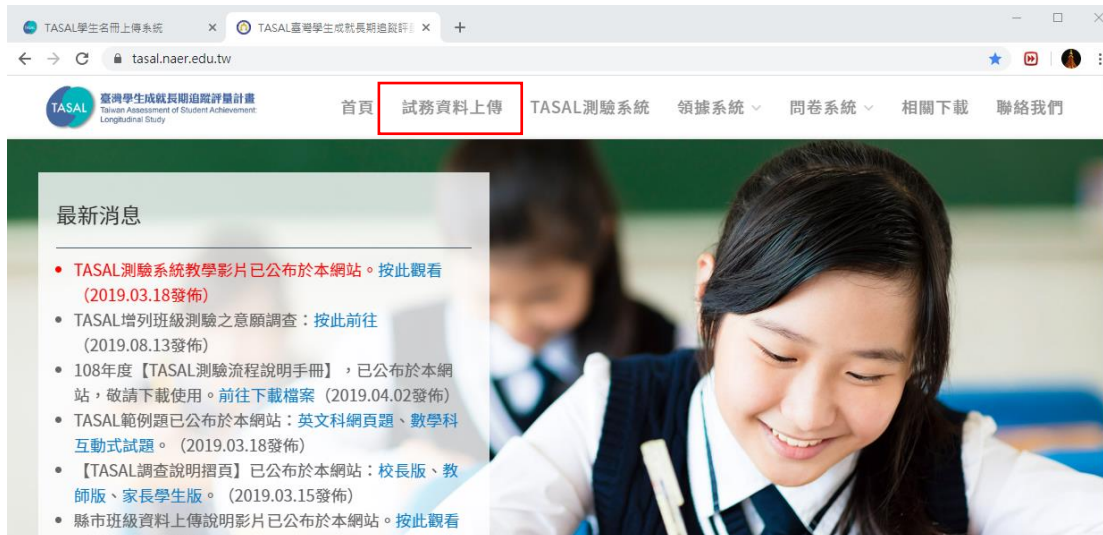 TASAL學生名冊上傳系統
TASAL臺灣學生成就長期追蹤評
tasal.naer.edu.tw
TASAL
臺灣學生成就長期追蹤評量計畫
Taiwan Assessment of Student Achievement:
Longitudinal Study
首頁 試務資料上傳 TASAL測驗系統 領據系統 問卷系統 相關下載 聯絡我們
最新消息
TASAL測驗系統教學影片已公布於本網站。按此觀看
(2019.03.18發佈)
TASAL增列班級測驗之意願調查：按此前往
(2019.08.13發佈)
108年度【TASAL測驗流程說明手冊】，已公布於本網
站，敬請下載使用。前往下載檔案（2019.04.02發佈)
TASAL範例題已公布於本網站：英文科網頁題、數學科
互動式試題。（2019.03.18發佈)
【TASAL調查說明摺頁】已公布於本網站：校長版、教
師版、家長學生版。（2019.03.15發佈)
縣市班級資料上傳說明影片已公布於本網站。按此觀看